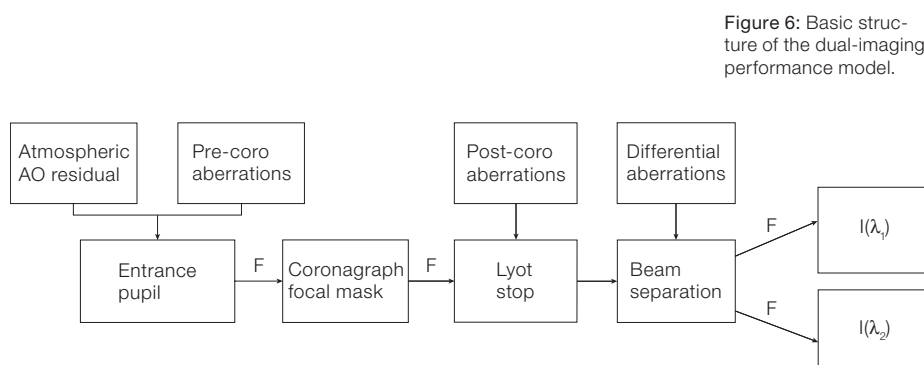 Figure 6: Basic struc-
ture of the dual-imaging
performance model.
Atmospheric
AO residual
Pre-coro
aberrations
Post-coro
aberrations
Differential
aberrations
Entrance
pupil
F
Coronagraph
focal mask
F
Lyot
stop
Beam
separation
F
I(λ₁)
F
I(λ₂)